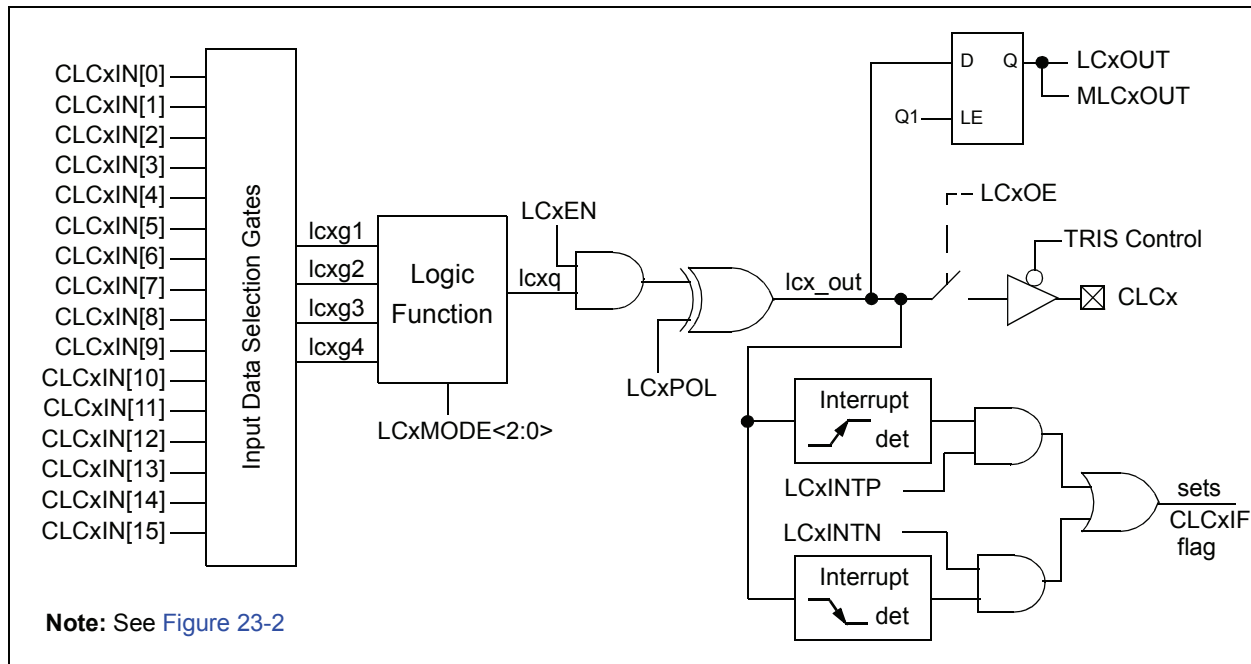 CLCxIN[0]
CLCxIN[1]
CLCxIN[2]
CLCxIN[3]
CLCxIN[4]
CLCxIN[5]
CLCxIN[6]
CLCxIN[7]
CLCxIN[8]
CLCxIN[9]
CLCxIN[10]
CLCxIN[11]
CLCxIN[12]
CLCxIN[13]
CLCxIN[14]
CLCxIN[15]
Input Data Selection Gates
lcxg1
lcxg2
lcxg3
lcxg4
Logic
Function
LCxMODE<2:0>
LCxEN
lcxq
LCxPOL
lcx_out
D Q
Q1
LE
LCxOUT
MLCxOUT
LCxOE
TRIS Control
CLCx
Interrupt
det
LCxINTP
LCxINTN
Interrupt
det
sets
CLCxIF
flag
Note: See Figure 23-2